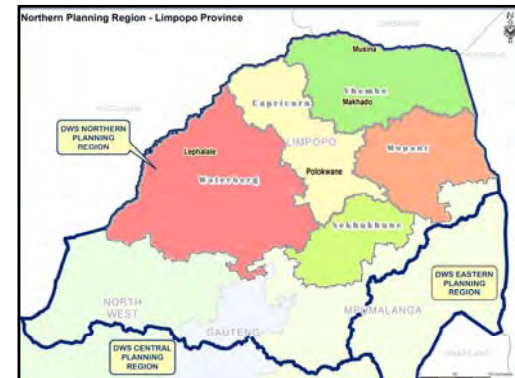 Northern Planning Region - Limpopo Province
Musina
Vhembe
Makhado
Capricorn
LIMPOPO
DWS NORTHERN
PLANNING
REGION
Lephalale
Mopani
Waterberg
Polokwane
Sekhukhune
DWS EASTERN
PLANNING
REGION
NORTH
WEST
MPUMALANGA
GAUTENG
DWS CENTRAL
PLANNING
REGION